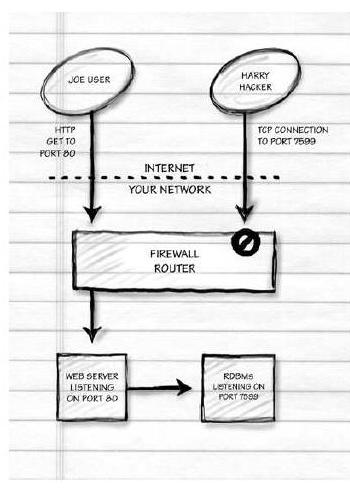 JOE USER
HARRY
HACKER
HTTP
GET TO
PORT 80
TCP CONNECTION
TO PORT 7599
INTERNET
YOUR NETWORK
FIREWALL
ROUTER
WEB SERVER
LISTENING
ON PORT 80
RDBMS
LISTENING ON
PORT 7599